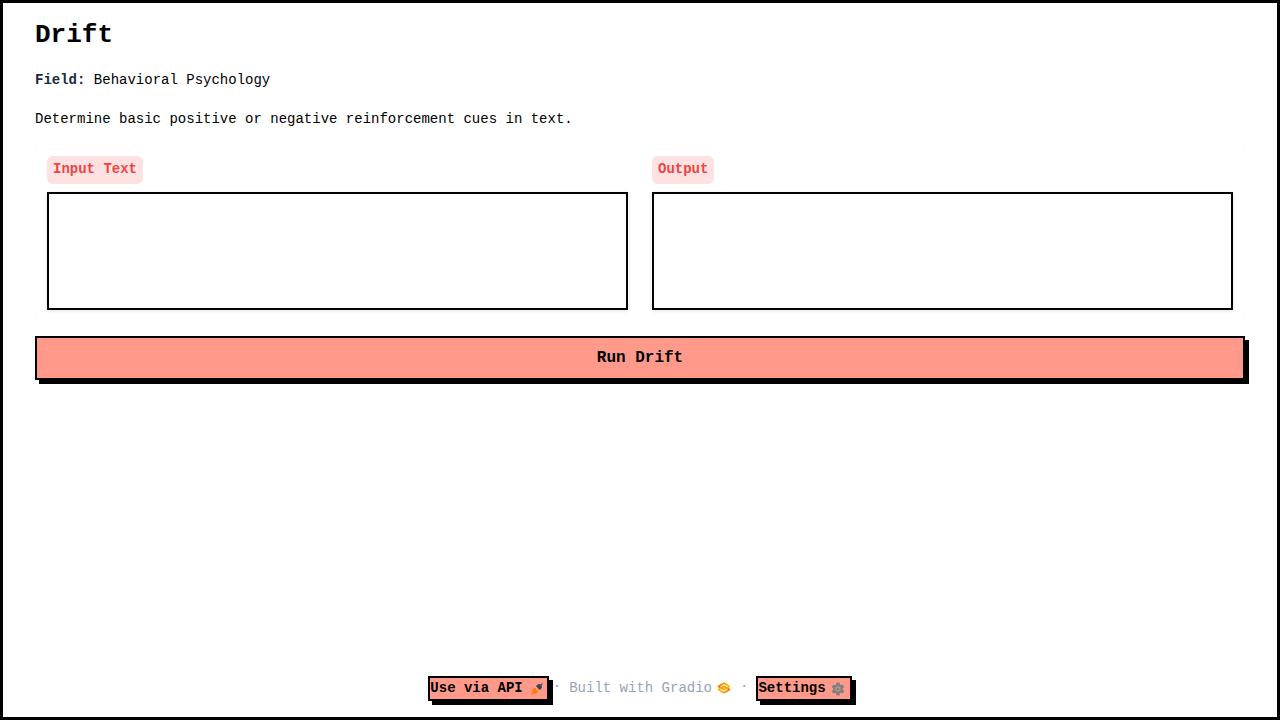 Drift
Field: Behavioral Psychology
Determine basic positive or negative reinforcement cues in text.
Input Text
Output
Run Drift
Use via API · Built with Gradio · Settings